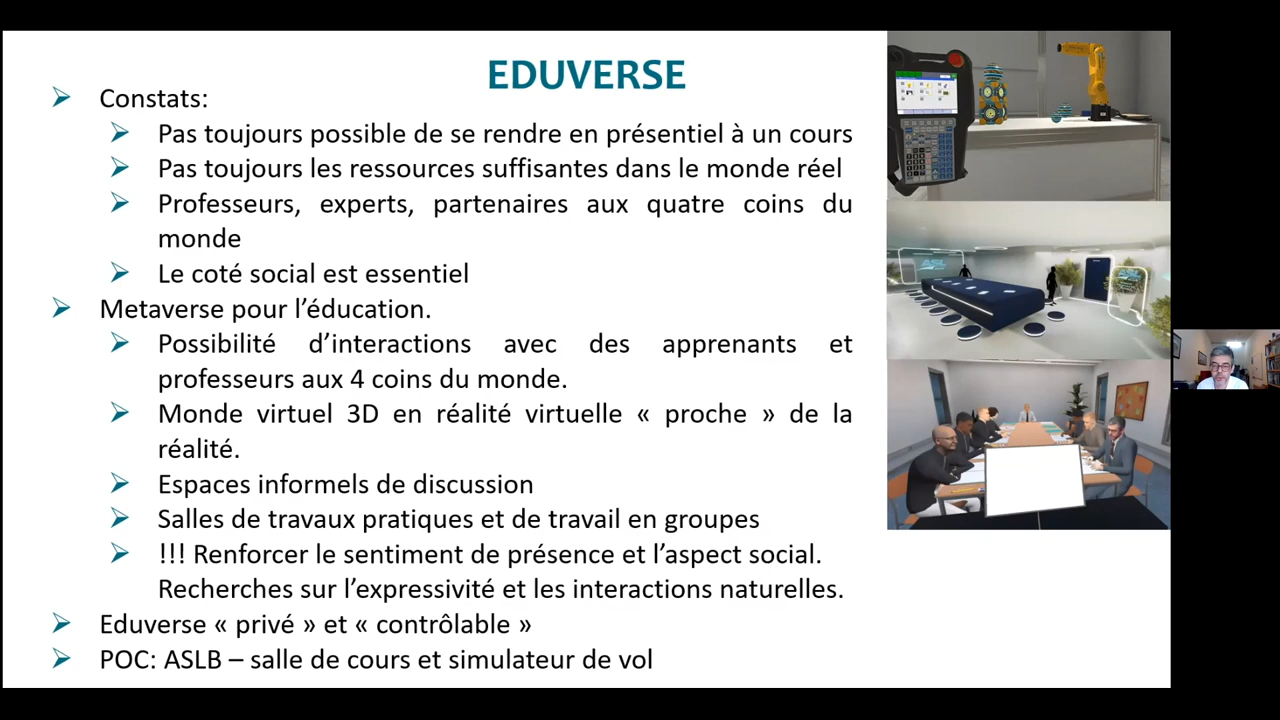 EDUVERSE
Constats:
Pas toujours possible de se rendre en présentiel à un cours
Pas toujours les ressources suffisantes dans le monde réel
Professeurs, experts, partenaires aux quatre coins du
monde
Le coté social est essentiel
Metaverse pour l’éducation.
Possibilité d’interactions avec des apprenants et
professeurs aux 4 coins du monde.
Monde virtuel 3D en réalité virtuelle « proche » de la
réalité.
Espaces informels de discussion
Salles de travaux pratiques et de travail en groupes
!!! Renforcer le sentiment de présence et l’aspect social.
Recherches sur l’expressivité et les interactions naturelles.
Eduverse « privé » et « contrôlable »
POC: ASLB – salle de cours et simulateur de vol